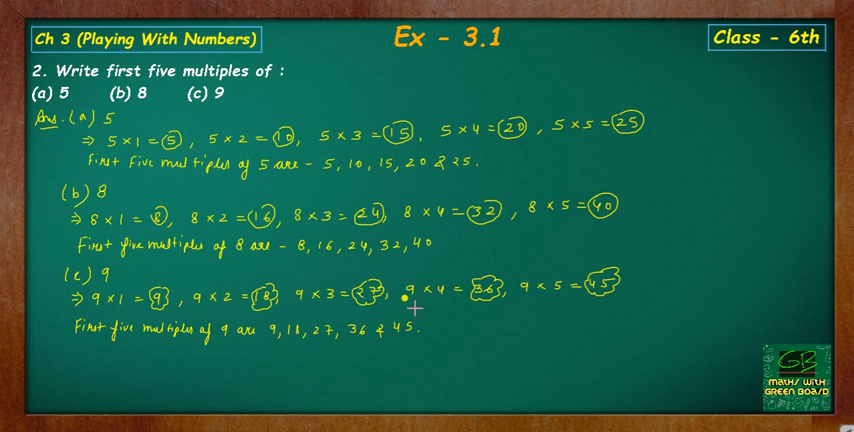 Ch 3 (Playing With Numbers)
Ex - 3.1
Class - 6th
2. Write first five multiples of :
(a) 5 (b) 8 (c) 9
Ans. (a) 5
⇒ 5 × 1 = 5, 5 × 2 = 10, 5 × 3 = 15, 5 × 4 = 20, 5 × 5 = 25
First Five multiples of 5 are - 5, 10, 15, 20 & 25.
(b) 8
⇒ 8 × 1 = 8, 8 × 2 = 16, 8 × 3 = 24, 8 × 4 = 32, 8 × 5 = 40
First five multiples of 8 are - 8, 16, 24, 32, 40
(c) 9
⇒ 9 × 1 = 9, 9 × 2 = 18, 9 × 3 = 27, 9 × 4 = 36, 9 × 5 = 45
First five multiples of 9 are 9, 18, 27, 36 & 45.
GB
MATHS WITH
GREEN BOARD